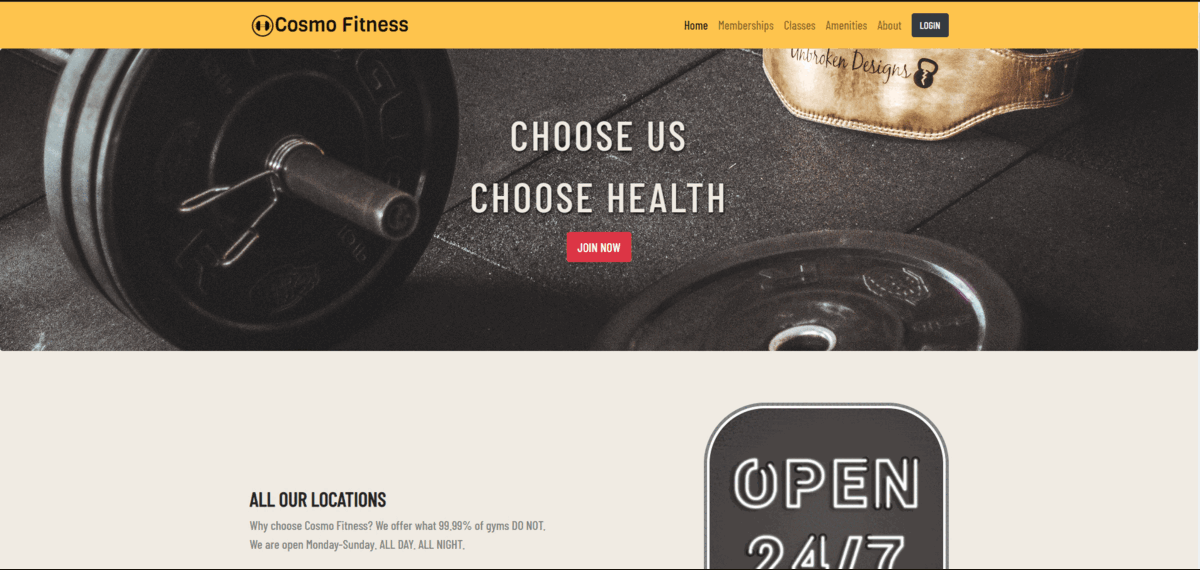 Cosmo Fitness
Home Memberships Classes Amenities About LOGIN
Unbroken Designs
CHOOSE US
CHOOSE HEALTH
JOIN NOW
OPEN
24/7
ALL OUR LOCATIONS
Why choose Cosmo Fitness? We offer what 99.99% of gyms DO NOT.
We are open Monday-Sunday. ALL DAY. ALL NIGHT.